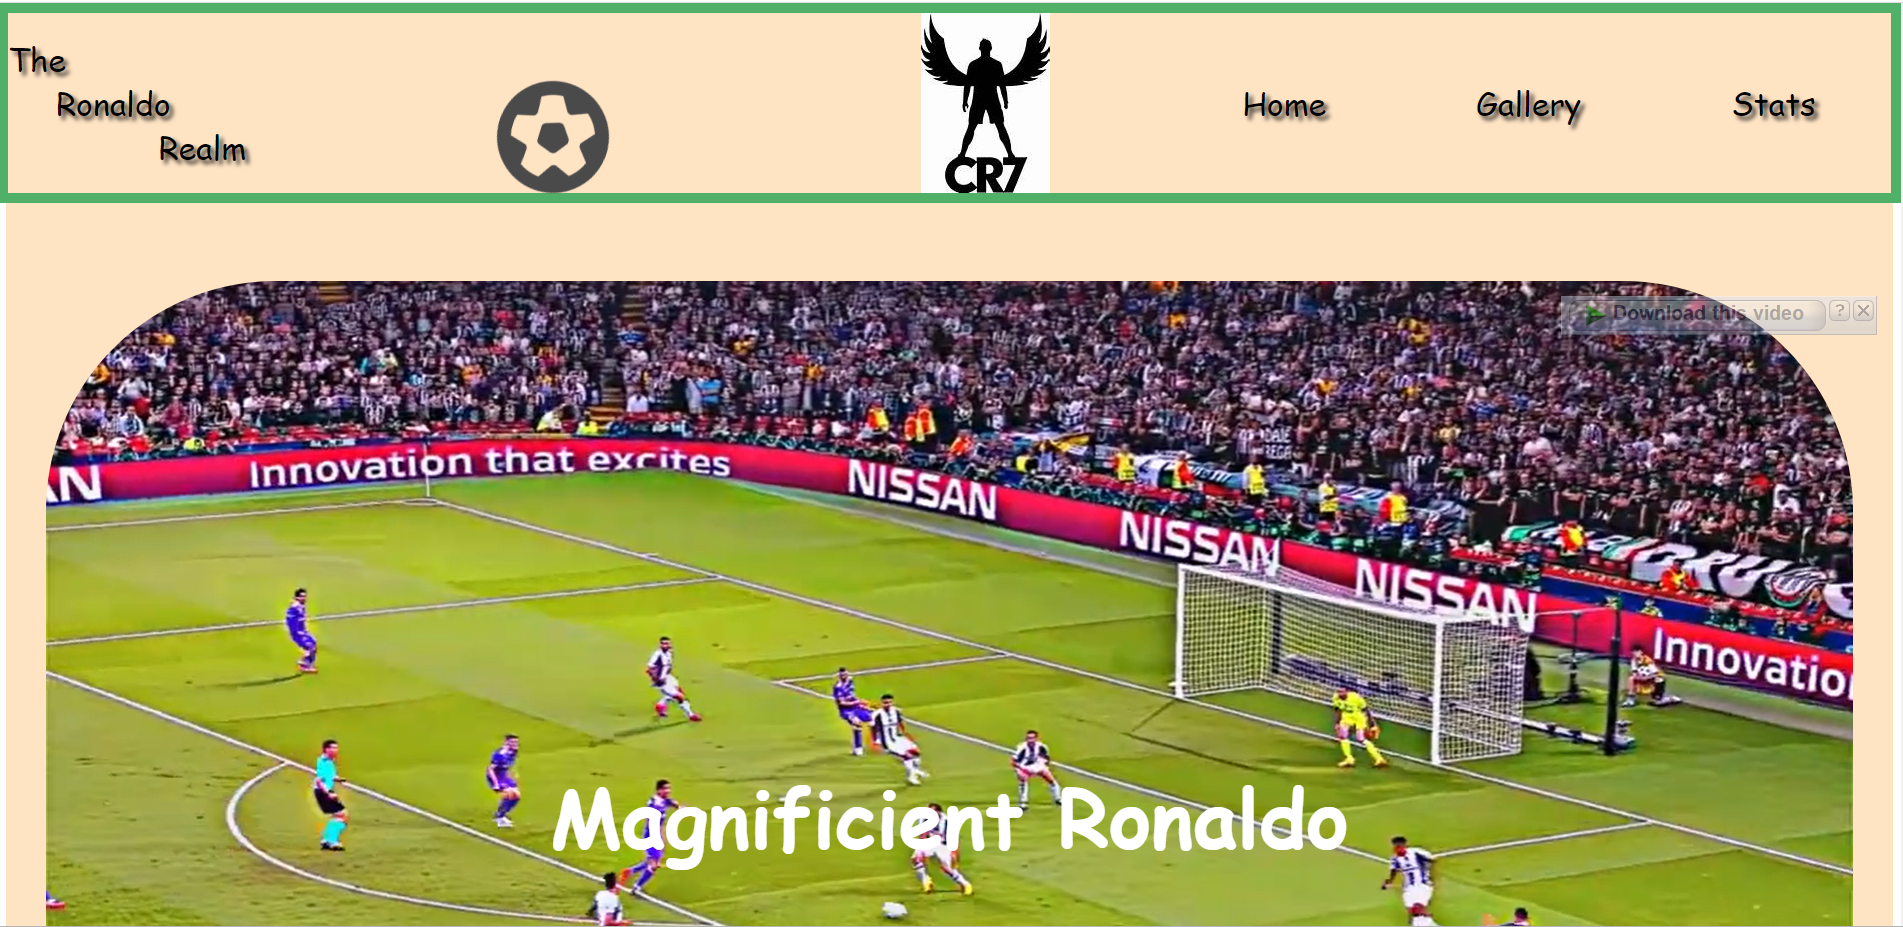 The
Ronaldo
Realm
CR7
Home
Gallery
Stats
Download this video
?
AN
Innovation that excites
NISSAN
NISSAN
NISSAN
Innovatio
Magnificient Ronaldo